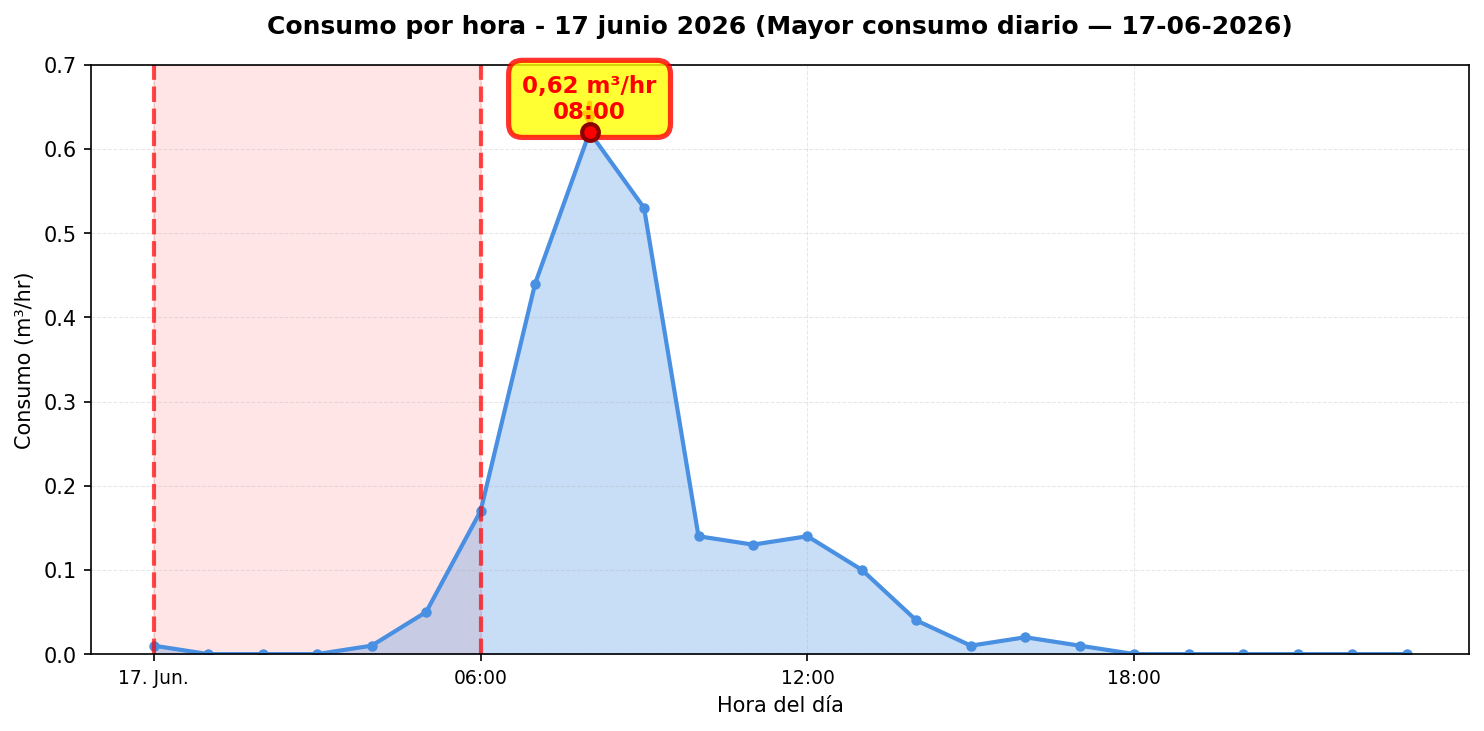 Consumo por hora - 17 junio 2026 (Mayor consumo diario — 17-06-2026)
0,62 m³/hr
08:00
Consumo (m³/hr)
0.7
0.6
0.5
0.4
0.3
0.2
0.1
0.0
17. Jun.
06:00
12:00
18:00
Hora del día